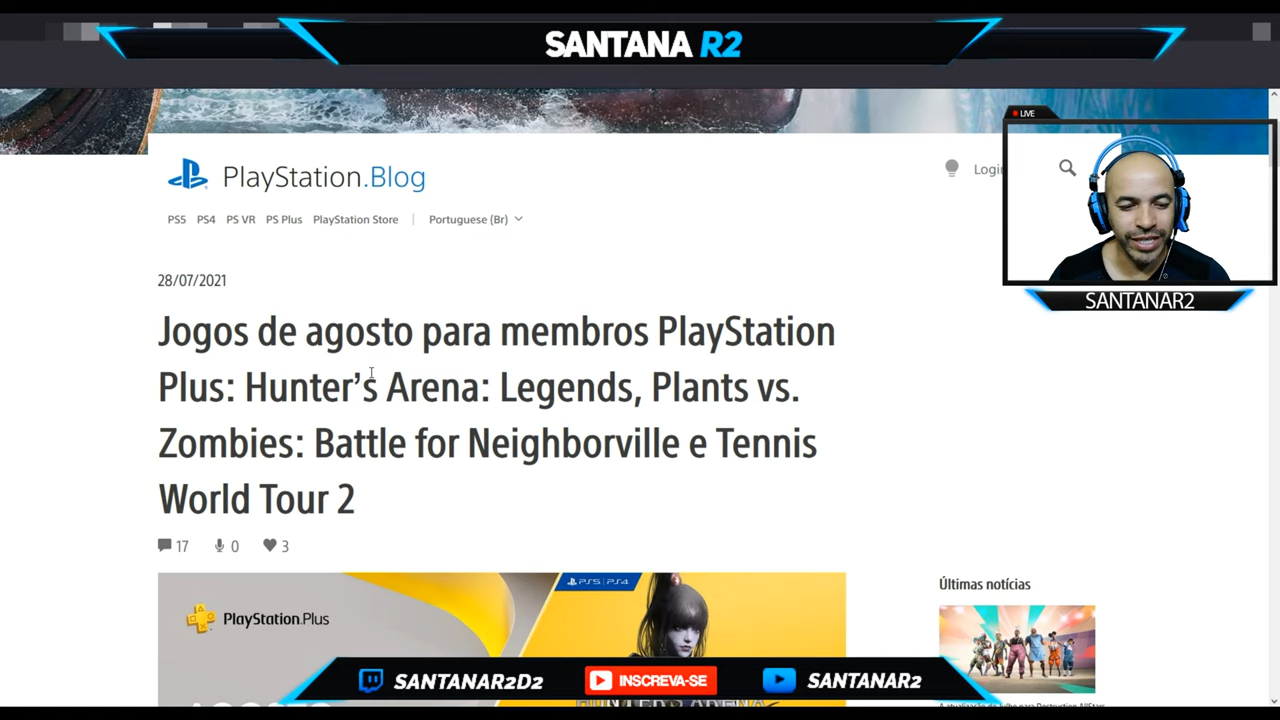 SANTANA R2
LIVE
PlayStation.Blog
Login
PS5 PS4 PS VR PS Plus PlayStation Store Portuguese (Br)
SANTANAR2
28/07/2021
Jogos de agosto para membros PlayStation
Plus: Hunter’s Arena: Legends, Plants vs.
Zombies: Battle for Neighborville e Tennis
World Tour 2
17 0 3
Últimas notícias
PS5 PS4
PlayStation.Plus
SANTANAR2D2 INSCREVA-SE SANTANAR2